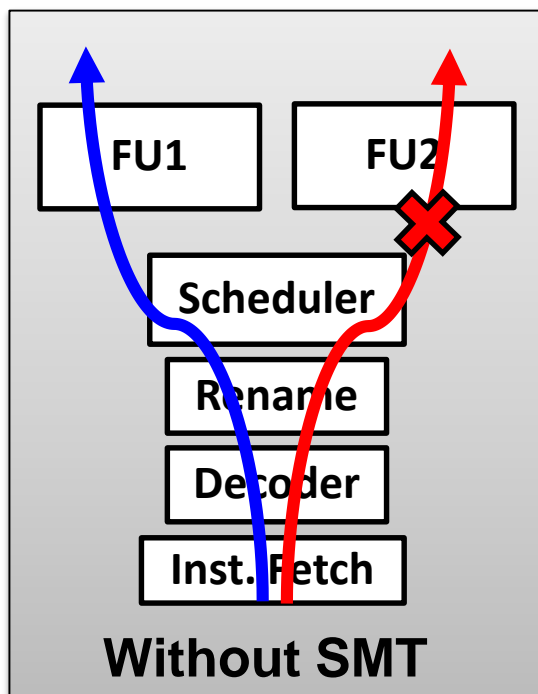 FU1 FU2
Scheduler
Rename
Decoder
Inst. Fetch
Without SMT